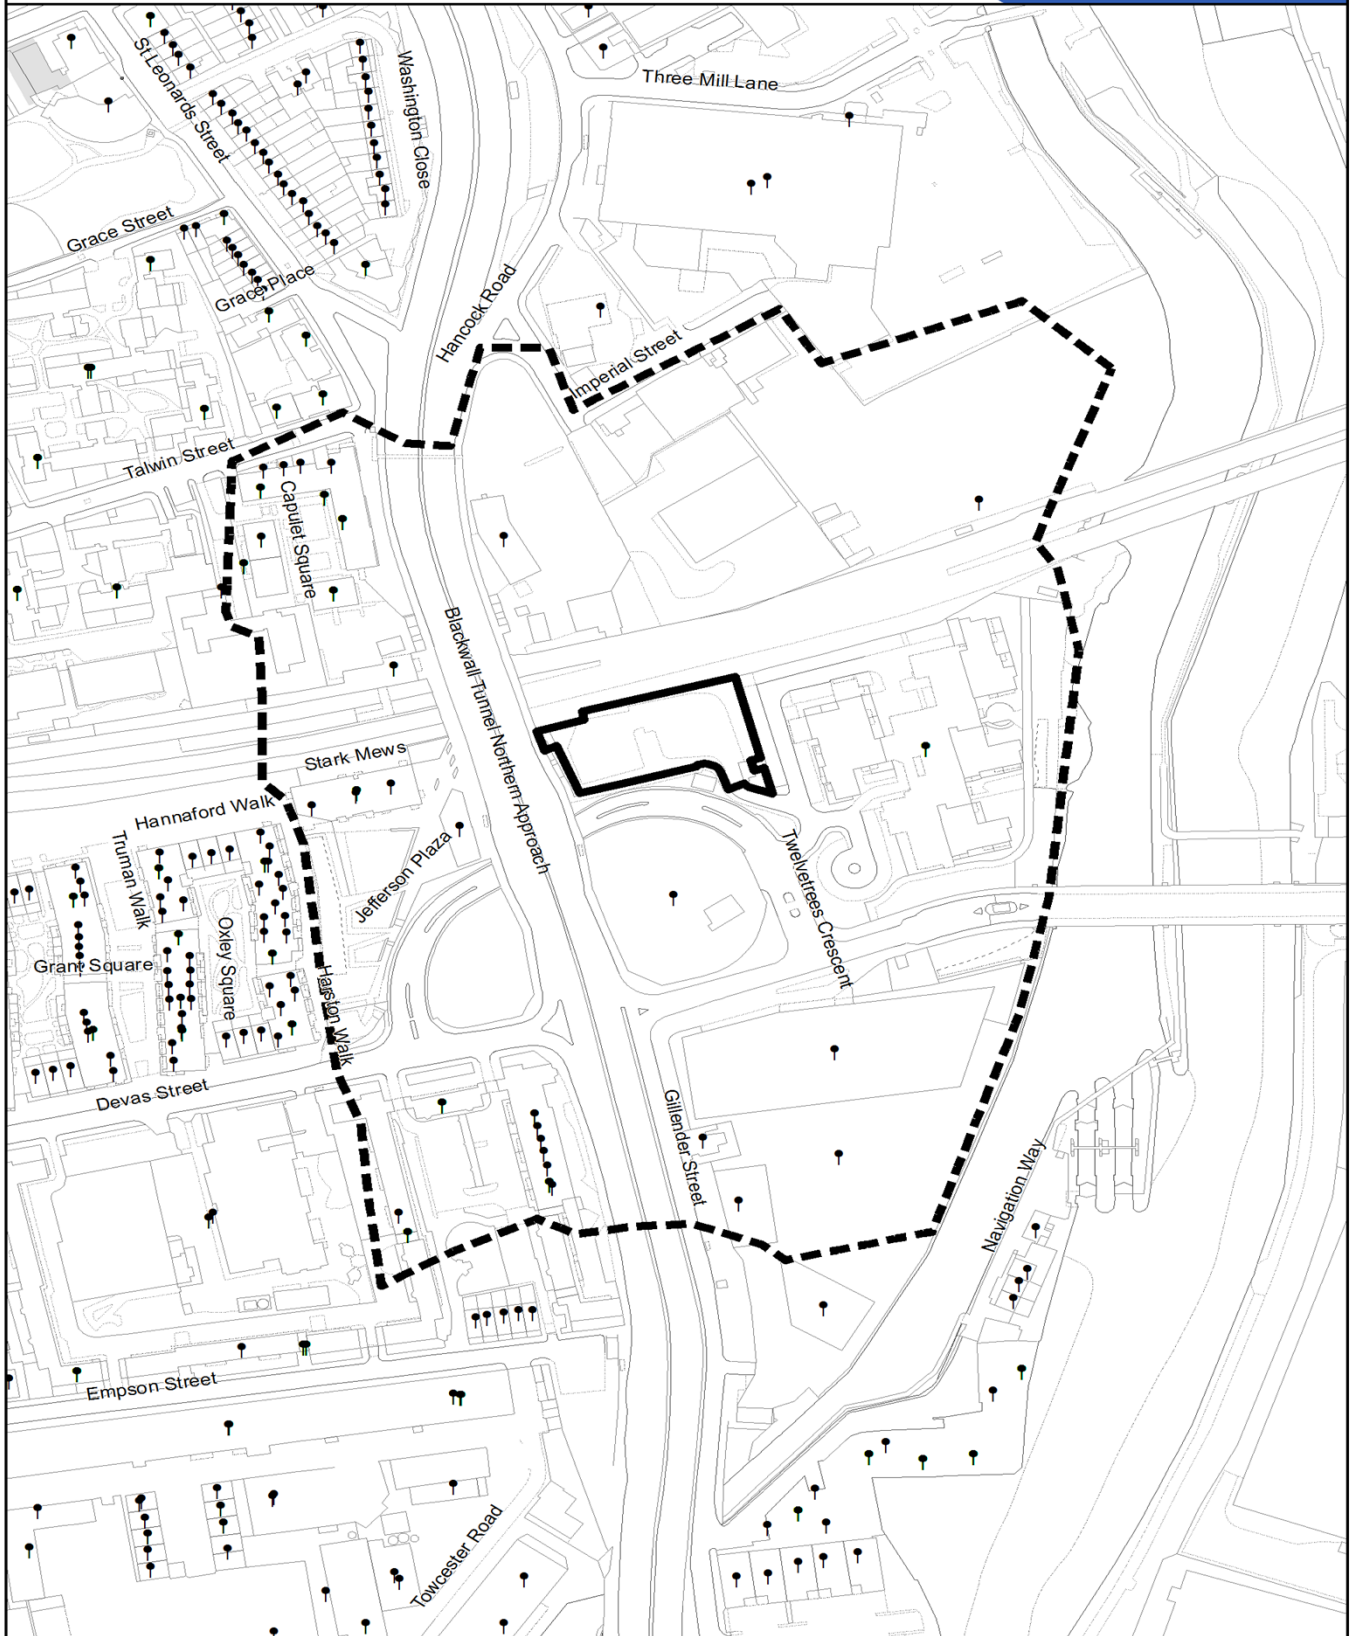 St Leonards Street
Washington Close
Three Mill Lane
Grace Street
Grace Place
Hancock Road
Imperial Street
Talwin Street
Capulet Square
Blackwall Tunnel Northern Approach
Stark Mews
Hannaford Walk
Truman Walk
Jefferson Plaza
Twelvetrees Crescent
Oxley Square
Grant Square
Harston Walk
Devas Street
Gillender Street
Navigation Way
Empson Street
Towcester Road